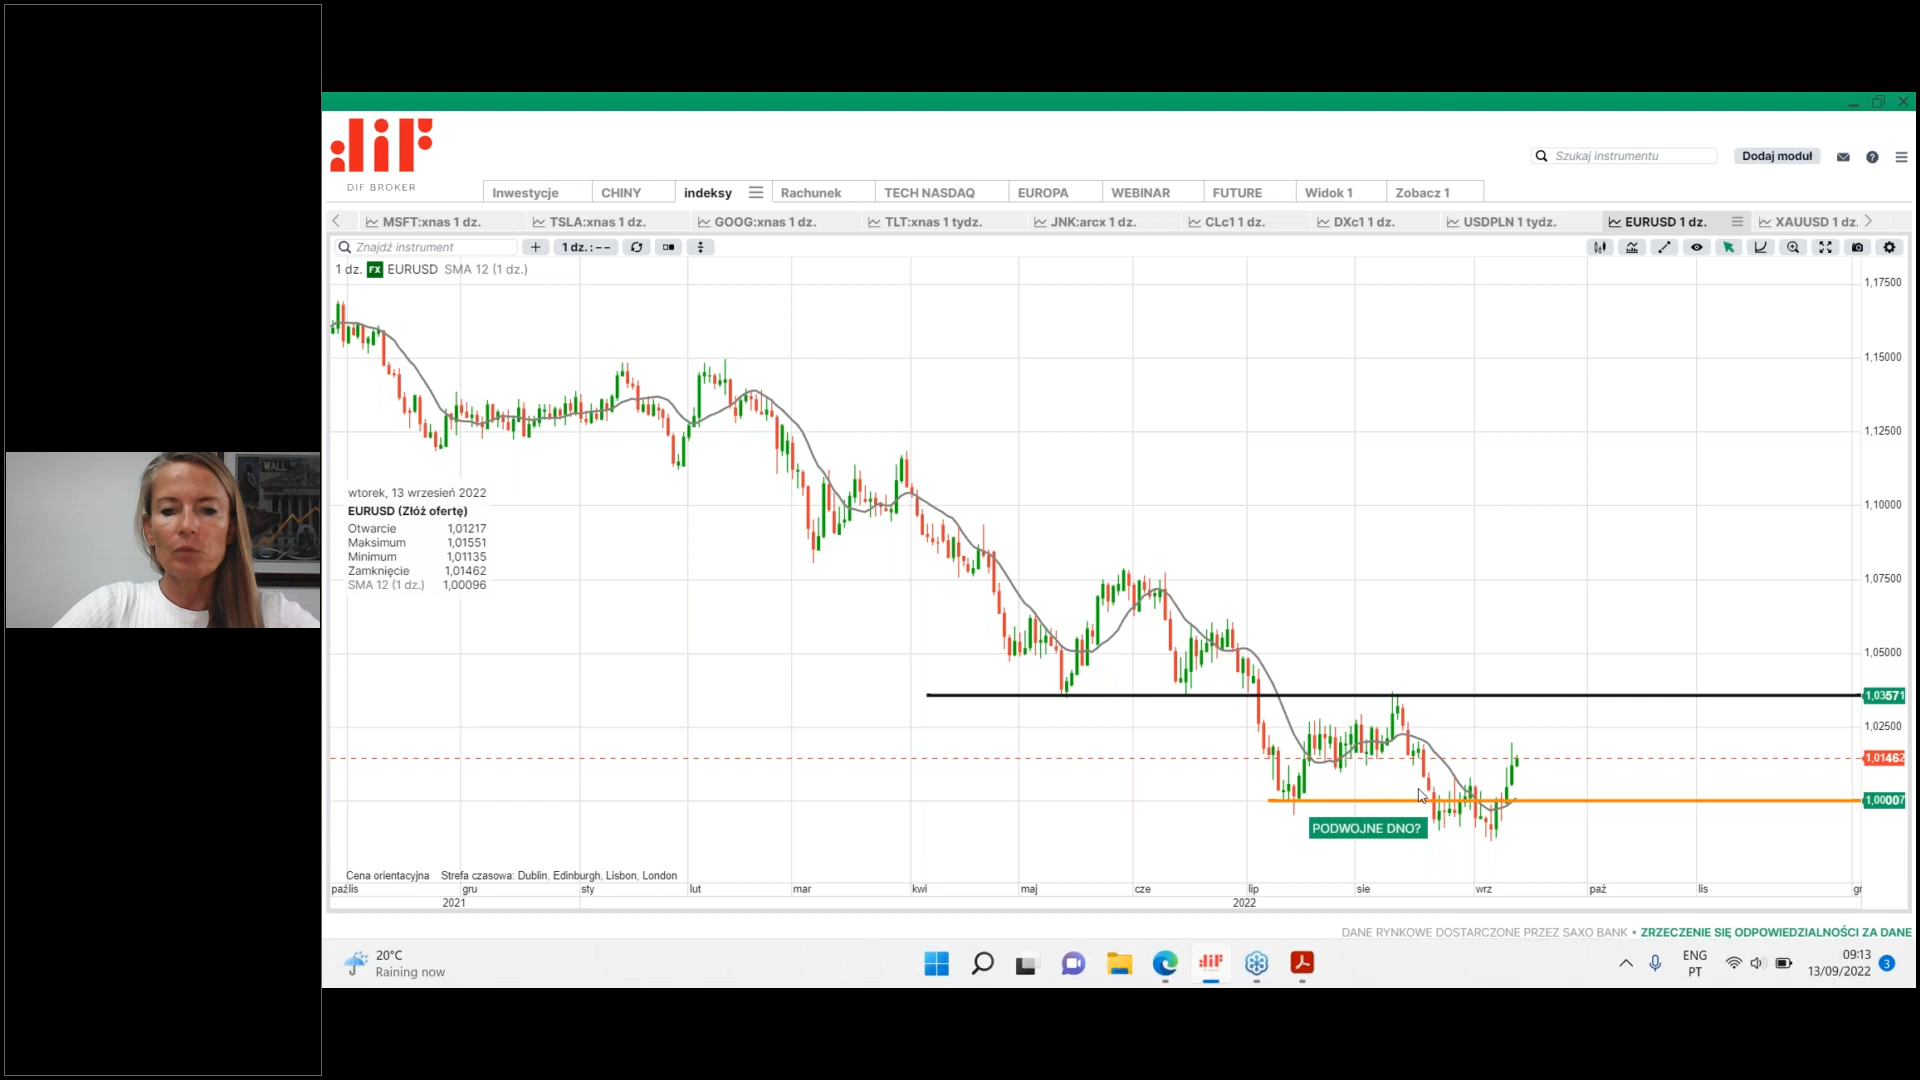 DIF BROKER
Szukaj instrumentu
Dodaj moduł
Inwestycje
CHINY
indeksy
Rachunek
TECH NASDAQ
EUROPA
WEBINAR
FUTURE
Widok 1
Zobacz 1
MSFT:xnas 1 dz.
TSLA:xnas 1 dz.
GOOG:xnas 1 dz.
TLT:xnas 1 tydz.
JNK:arcx 1 dz.
CLc1 1 dz.
DXc1 1 dz.
USDPLN 1 tydz.
EURUSD 1 dz.
XAUUSD 1 dz.
Znajdź instrument
1 dz. : - -
1 dz. FX EURUSD SMA 12 (1 dz.)
1,17500
1,15000
1,12500
1,10000
1,07500
1,05000
1,03571
1,02500
1,01462
1,00007
WALL
wtorek, 13 wrzesień 2022
EURUSD (Złóż ofertę)
Otwarcie 1,01217
Maksimum 1,01551
Minimum 1,01135
Zamknięcie 1,01462
SMA 12 (1 dz.) 1,00096
PODWOJNE DNO?
Cena orientacyjna Strefa czasowa: Dublin, Edinburgh, Lisbon, London
paź lis gru sty lut mar kwi maj cze lip sie wrz paź lis gr
2021 2022
DANE RYNKOWE DOSTARCZONE PRZEZ SAXO BANK • ZRZECZENIE SIĘ ODPOWIEDZIALNOŚCI ZA DANE
20°C
Raining now
ENG
PT
09:13
13/09/2022
3